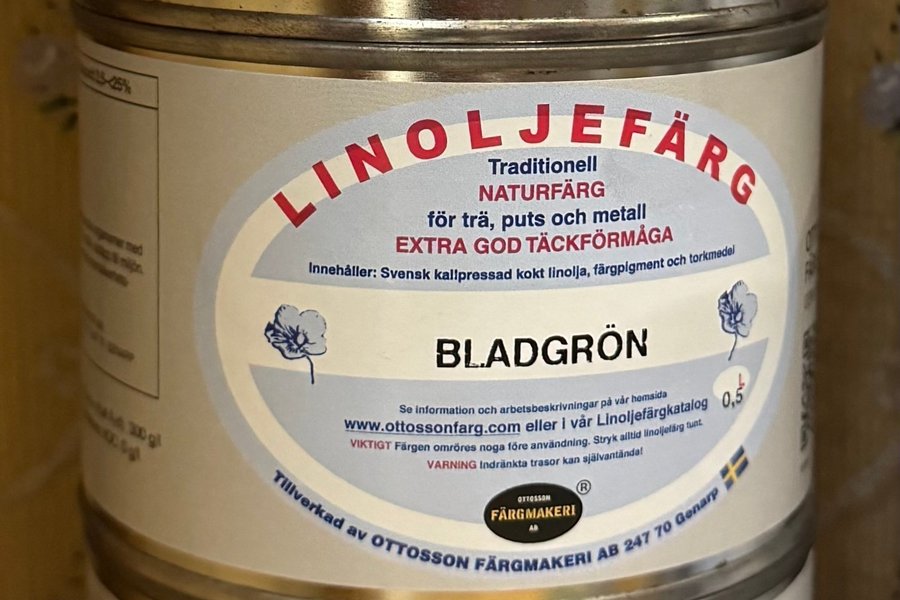 LINOLJEFÄRG
Traditionell
NATURFÄRG
för trä, puts och metall
EXTRA GOD TÄCKFÖRMÅGA
Innehåller: Svensk kallpressad kokt linolja, färgpigment och torkmedel
BLADGRÖN
L
0,5
Se information och arbetsbeskrivningar på vår hemsida
www.ottossonfarg.com eller i vår Linoljefärgkatalog
VIKTIGT Färgen omröres noga före användning. Stryk alltid linoljefärg tunt.
VARNING Indränkta trasor kan självantända!
OTTOSSON
FÄRGMAKERI
AB
®
Tillverkad av OTTOSSON FÄRGMAKERI AB 247 70 Genarp